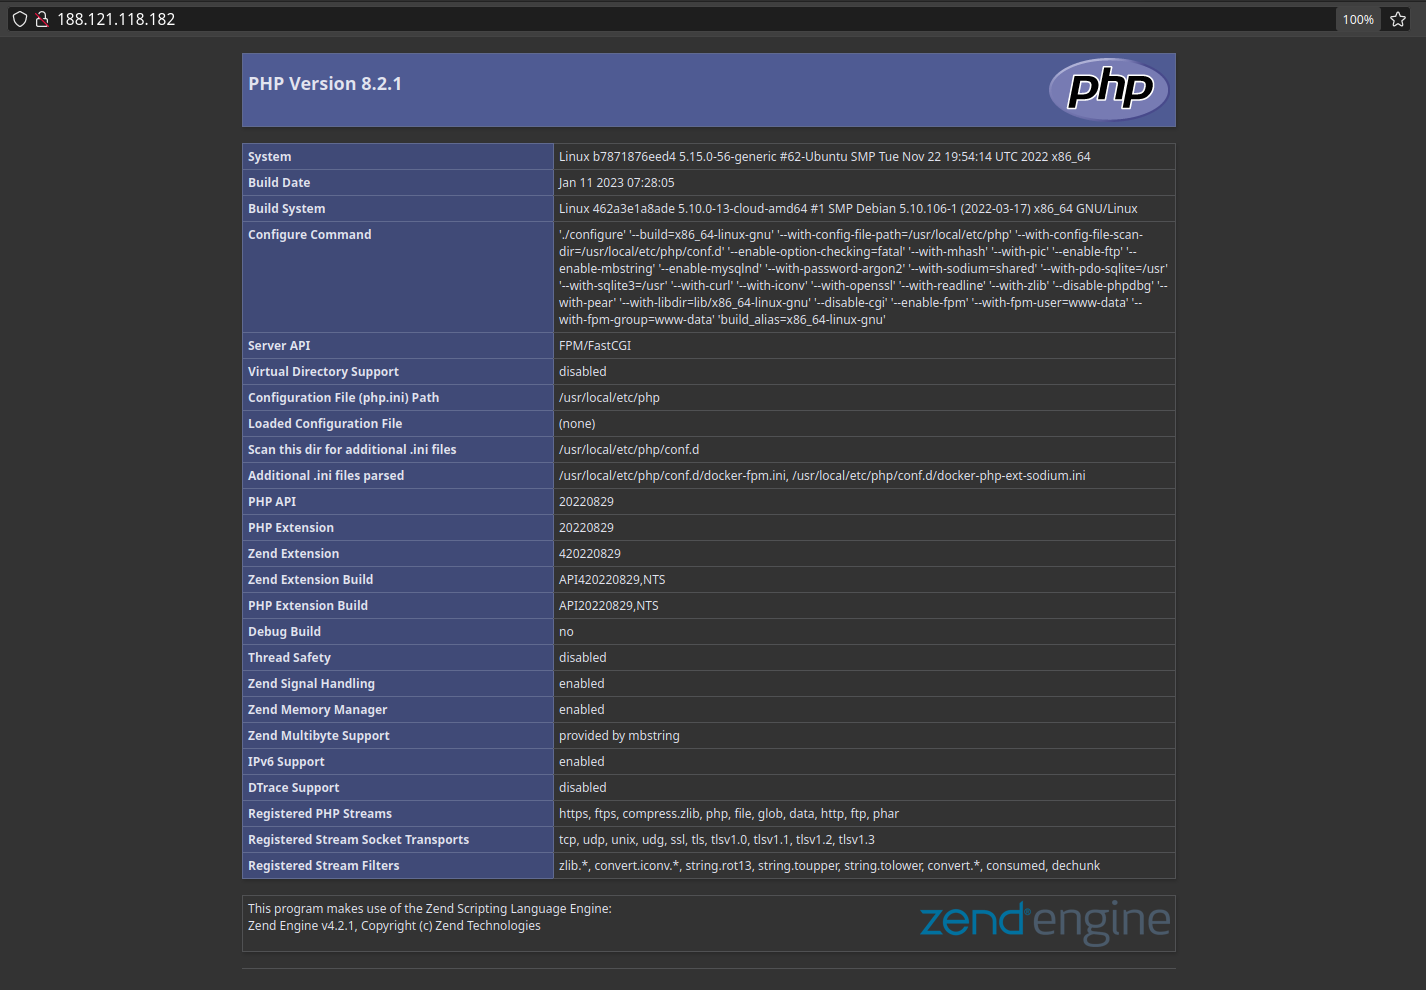 188.121.118.182
100%
PHP Version 8.2.1
php
System Linux b7871876eed4 5.15.0-56-generic #62-Ubuntu SMP Tue Nov 22 19:54:14 UTC 2022 x86_64
Build Date Jan 11 2023 07:28:05
Build System Linux 462a3e1a8ade 5.10.0-13-cloud-amd64 #1 SMP Debian 5.10.106-1 (2022-03-17) x86_64 GNU/Linux
Configure Command './configure' '--build=x86_64-linux-gnu' '--with-config-file-path=/usr/local/etc/php' '--with-config-file-scan-
dir=/usr/local/etc/php/conf.d' '--enable-option-checking=fatal' '--with-mhash' '--with-pic' '--enable-ftp' '--
enable-mbstring' '--enable-mysqlnd' '--with-password-argon2' '--with-sodium=shared' '--with-pdo-sqlite=/usr'
'--with-sqlite3=/usr' '--with-curl' '--with-iconv' '--with-openssl' '--with-readline' '--with-zlib' '--disable-phpdbg' '--
with-pear' '--with-libdir=lib/x86_64-linux-gnu' '--disable-cgi' '--enable-fpm' '--with-fpm-user=www-data' '--
with-fpm-group=www-data' 'build_alias=x86_64-linux-gnu'
Server API FPM/FastCGI
Virtual Directory Support disabled
Configuration File (php.ini) Path /usr/local/etc/php
Loaded Configuration File (none)
Scan this dir for additional .ini files /usr/local/etc/php/conf.d
Additional .ini files parsed /usr/local/etc/php/conf.d/docker-fpm.ini, /usr/local/etc/php/conf.d/docker-php-ext-sodium.ini
PHP API 20220829
PHP Extension 20220829
Zend Extension 420220829
Zend Extension Build API420220829,NTS
PHP Extension Build API20220829,NTS
Debug Build no
Thread Safety disabled
Zend Signal Handling enabled
Zend Memory Manager enabled
Zend Multibyte Support provided by mbstring
IPv6 Support enabled
DTrace Support disabled
Registered PHP Streams https, ftps, compress.zlib, php, file, glob, data, http, ftp, phar
Registered Stream Socket Transports tcp, udp, unix, udg, ssl, tls, tlsv1.0, tlsv1.1, tlsv1.2, tlsv1.3
Registered Stream Filters zlib.*, convert.iconv.*, string.rot13, string.toupper, string.tolower, convert.*, consumed, dechunk
This program makes use of the Zend Scripting Language Engine:
Zend Engine v4.2.1, Copyright (c) Zend Technologies
zend®engine